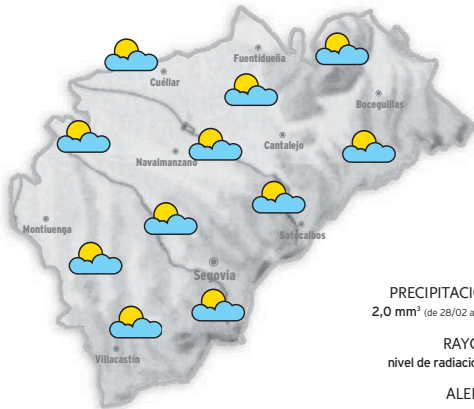 Fuentidueña
Cuéllar
Boceguillas
Cantalejo
Navalmanzano
Montiuenga
Sotocalbos
Segovia
PRECIPITACIO
2,0 mm³ (de 28/02 a
RAYO
nivel de radiació
Villacastín
ALE